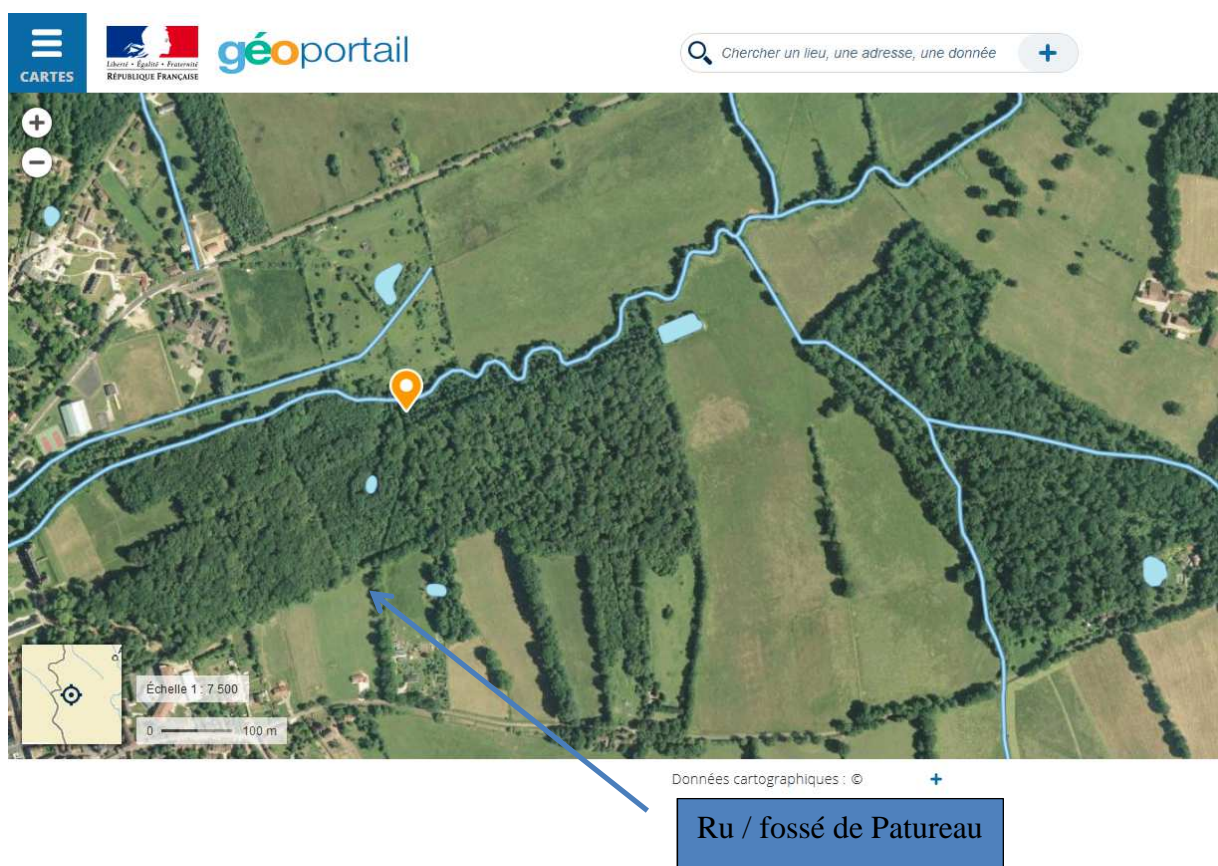 CARTES
Liberté • Égalité • Fraternité
RÉPUBLIQUE FRANÇAISE
géoportail
Chercher un lieu, une adresse, une donnée
+
+
−
Échelle 1 : 7 500
0
100 m
Données cartographiques : ©
+
Ru / fossé de Patureau